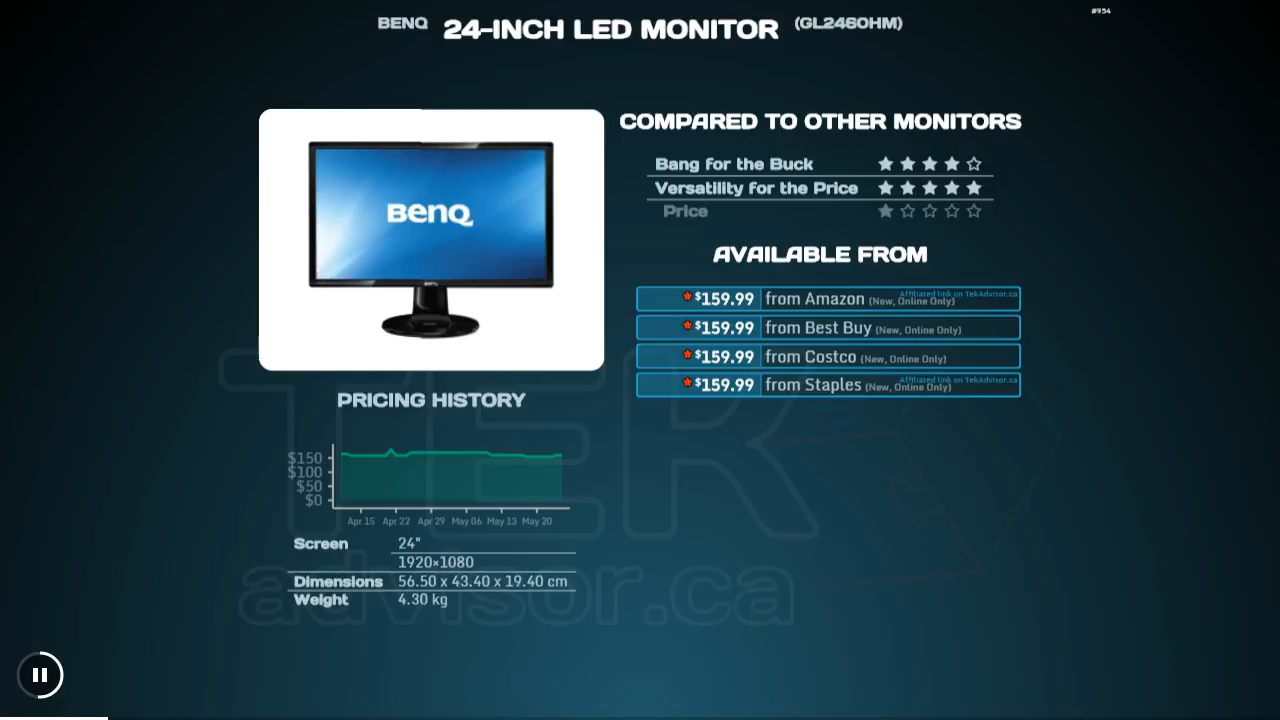 #954
BENQ 24-INCH LED MONITOR (GL2460HM)
BenQ
BenQ
COMPARED TO OTHER MONITORS
Bang for the Buck
Versatility for the Price
Price
AVAILABLE FROM
$159.99 from Amazon (New, Online Only) Affiliated link on TekAdvisor.ca
$159.99 from Best Buy (New, Online Only)
$159.99 from Costco (New, Online Only)
$159.99 from Staples (New, Online Only) Affiliated link on TekAdvisor.ca
PRICING HISTORY
$150
$100
$50
$0
Apr 15 Apr 22 Apr 29 May 06 May 13 May 20
Screen 24"
1920×1080
Dimensions 56.50 x 43.40 x 19.40 cm
Weight 4.30 kg
TEK
advisor.ca